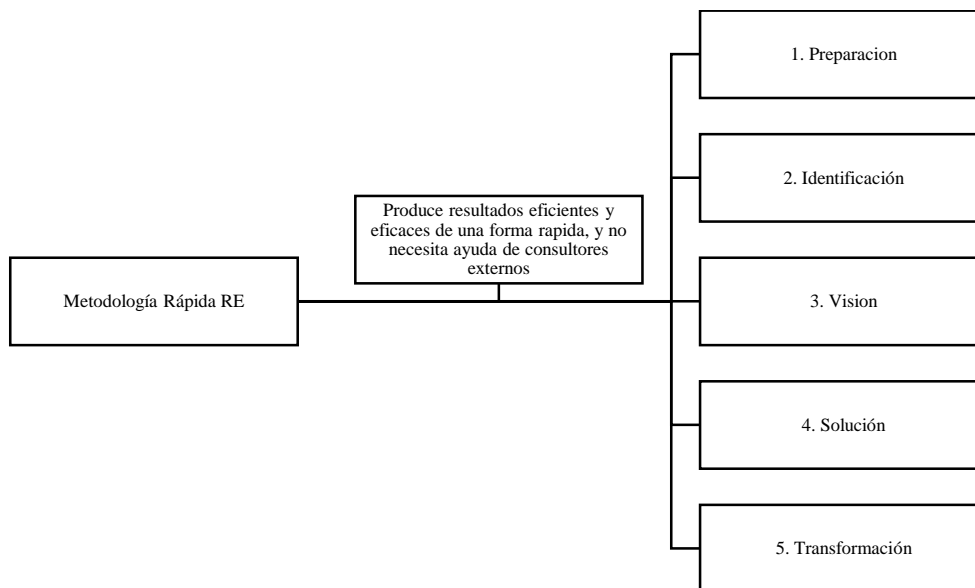 1. Preparacion
2. Identificación
Produce resultados eficientes y
eficaces de una forma rapida, y no
necesita ayuda de consultores
externos
Metodología Rápida RE
3. Vision
4. Solución
5. Transformación